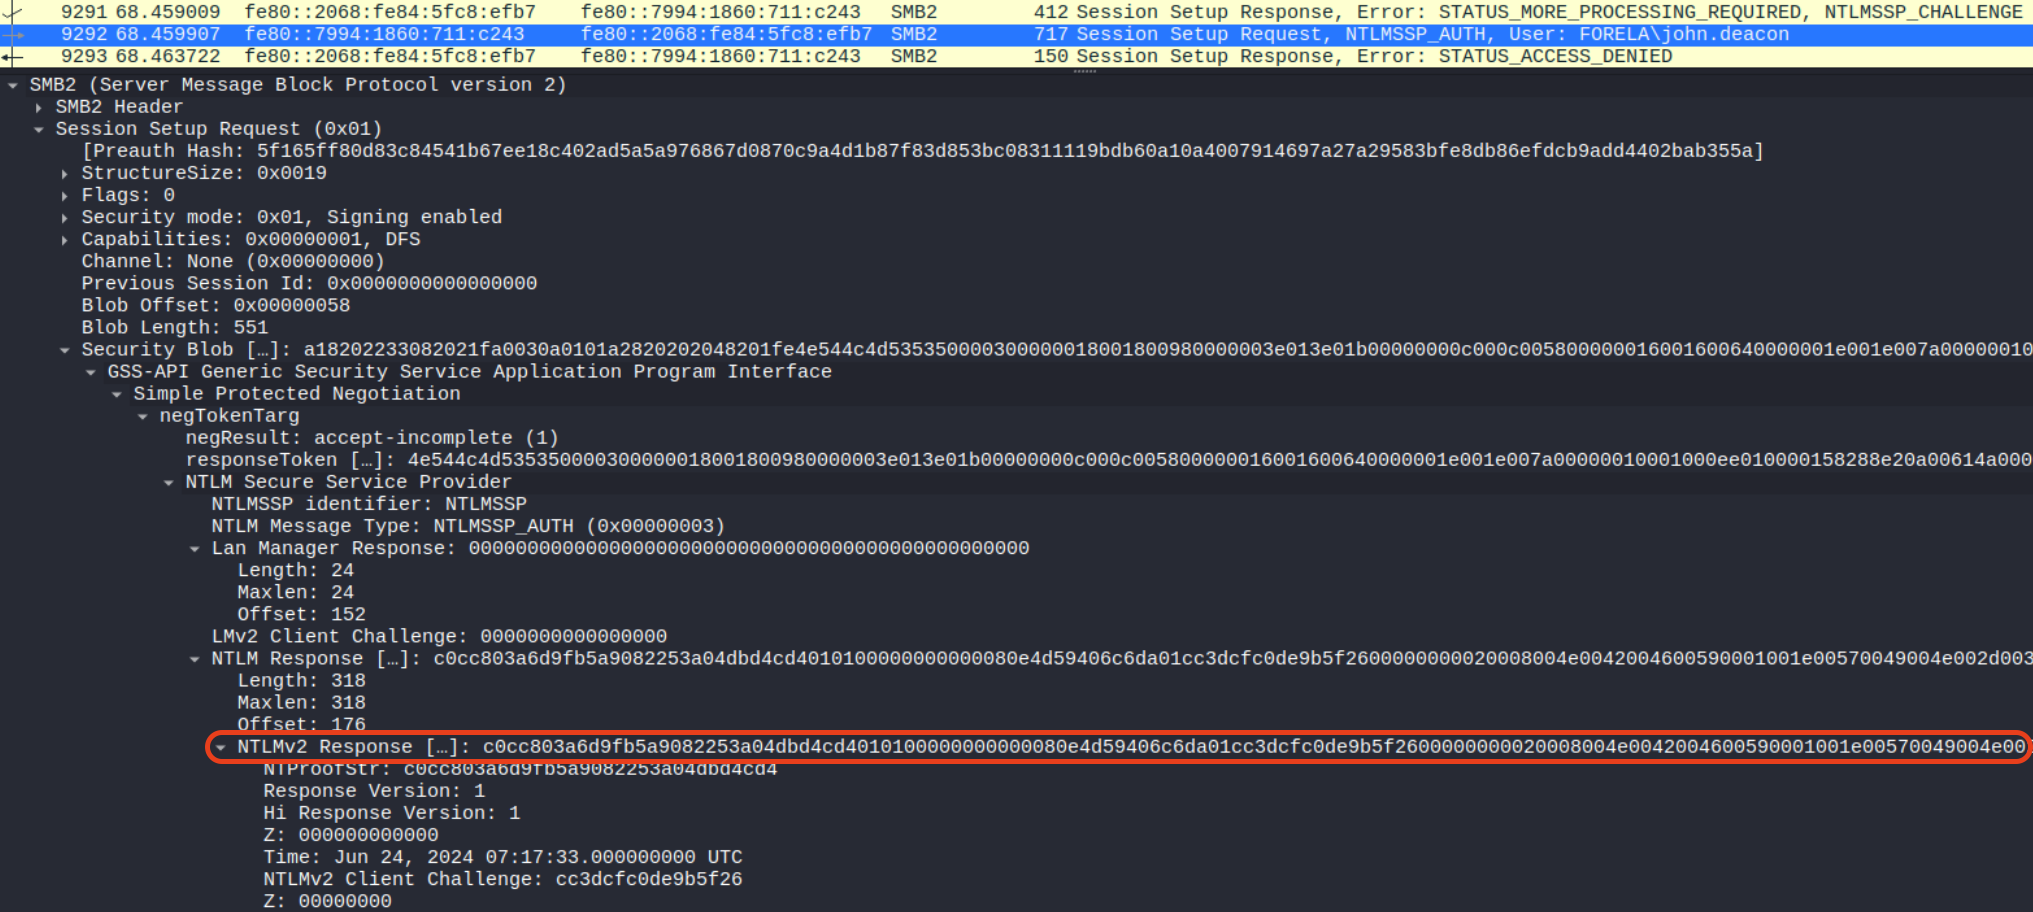 9291 68.459009 fe80::2068:fe84:5fc8:efb7 fe80::7994:1860:711:c243 SMB2 412 Session Setup Response, Error: STATUS_MORE_PROCESSING_REQUIRED, NTLMSSP_CHALLENGE
9292 68.459907 fe80::7994:1860:711:c243 fe80::2068:fe84:5fc8:efb7 SMB2 717 Session Setup Request, NTLMSSP_AUTH, User: FORELA\john.deacon
9293 68.463722 fe80::2068:fe84:5fc8:efb7 fe80::7994:1860:711:c243 SMB2 150 Session Setup Response, Error: STATUS_ACCESS_DENIED
SMB2 (Server Message Block Protocol version 2)
SMB2 Header
Session Setup Request (0x01)
[Preauth Hash: 5f165ff80d83c84541b67ee18c402ad5a5a976867d0870c9a4d1b87f83d853bc08311119bdb60a10a4007914697a27a29583bfe8db86efdcb9add4402bab355a]
StructureSize: 0x0019
Flags: 0
Security mode: 0x01, Signing enabled
Capabilities: 0x00000001, DFS
Channel: None (0x00000000)
Previous Session Id: 0x0000000000000000
Blob Offset: 0x00000058
Blob Length: 551
Security Blob […]: a18202233082021fa0030a0101a2820202048201fe4e544c4d5353500003000000180018009800000003e013e01b00000000c000c005800000016001600640000001e001e007a00000010
GSS-API Generic Security Service Application Program Interface
Simple Protected Negotiation
negTokenTarg
negResult: accept-incomplete (1)
responseToken […]: 4e544c4d535350000300000018001800980000003e013e01b00000000c000c005800000016001600640000001e001e007a00000010001000ee010000158288e20a00614a000
NTLM Secure Service Provider
NTLMSSP identifier: NTLMSSP
NTLM Message Type: NTLMSSP_AUTH (0x00000003)
Lan Manager Response: 000000000000000000000000000000000000000000000000
Length: 24
Maxlen: 24
Offset: 152
LMv2 Client Challenge: 0000000000000000
NTLM Response […]: c0cc803a6d9fb5a9082253a04dbd4cd4010100000000000080e4d59406c6da01cc3dcfc0de9b5f2600000000020008004e0042004600590001001e00570049004e002d003
Length: 318
Maxlen: 318
Offset: 176
NTLMv2 Response […]: c0cc803a6d9fb5a9082253a04dbd4cd4010100000000000080e4d59406c6da01cc3dcfc0de9b5f2600000000020008004e0042004600590001001e00570049004e00
NTProofStr: c0cc803a6d9fb5a9082253a04dbd4cd4
Response Version: 1
Hi Response Version: 1
Z: 000000000000
Time: Jun 24, 2024 07:17:33.000000000 UTC
NTLMv2 Client Challenge: cc3dcfc0de9b5f26
Z: 00000000